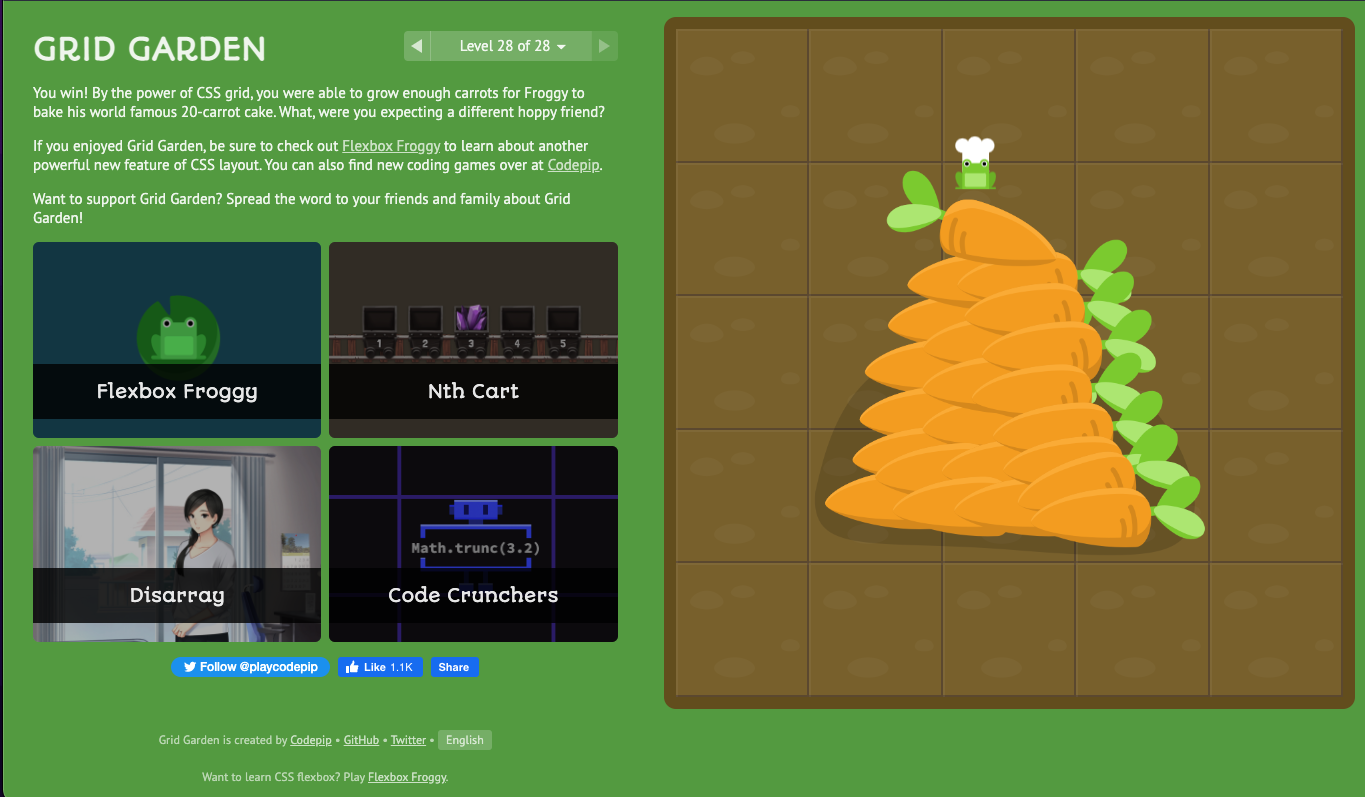 GRID GARDEN
Level 28 of 28
You win! By the power of CSS grid, you were able to grow enough carrots for Froggy to
bake his world famous 20-carrot cake. What, were you expecting a different hoppy friend?
If you enjoyed Grid Garden, be sure to check out Flexbox Froggy to learn about another
powerful new feature of CSS layout. You can also find new coding games over at Codepip.
Want to support Grid Garden? Spread the word to your friends and family about Grid
Garden!
Flexbox Froggy
1 2 3 4 5
Nth Cart
Disarray
Math.trunc(3.2)
Code Crunchers
Follow @playcodepip
Like 1.1K
Share
Grid Garden is created by Codepip • GitHub • Twitter • English
Want to learn CSS flexbox? Play Flexbox Froggy.